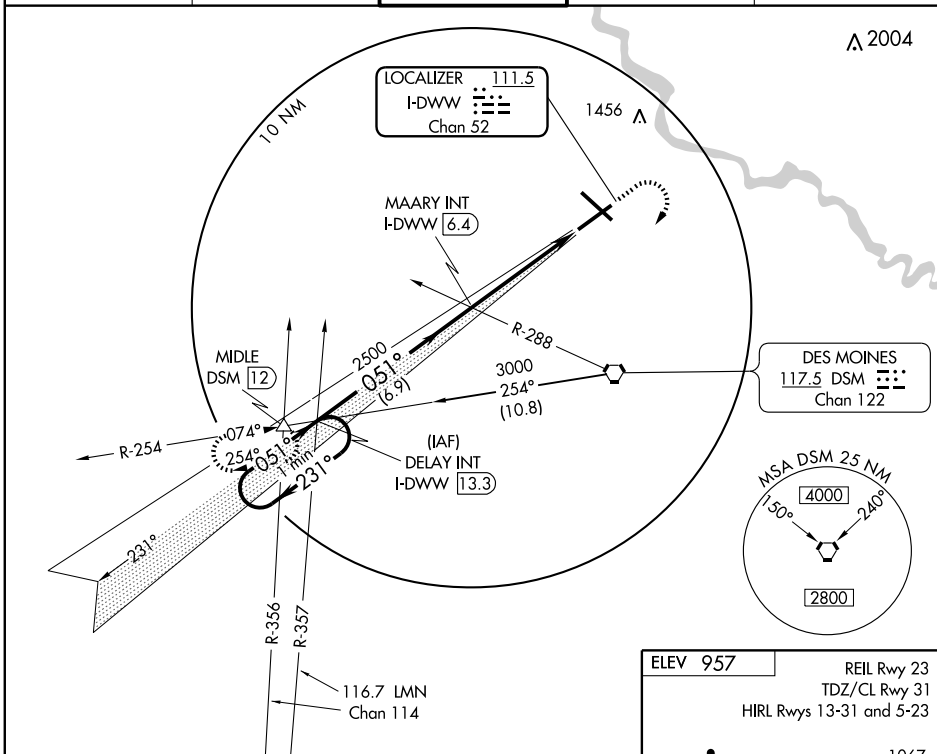 2004
LOCALIZER 111.5
I-DWW
Chan 52
10 NM
1456
MAARY INT
I-DWW 6.4
R-288
MIDLE
DSM 12
2500
051°
(6.9)
3000
254°
(10.8)
DES MOINES
117.5 DSM
Chan 122
R-254
074°
254°
051°
1 min
231°
(IAF)
DELAY INT
I-DWW 13.3
231°
MSA DSM 25 NM
4000
150°
240°
2800
R-356
R-357
116.7 LMN
Chan 114
ELEV 957
REIL Rwy 23
TDZ/CL Rwy 31
HIRL Rwys 13-31 and 5-23